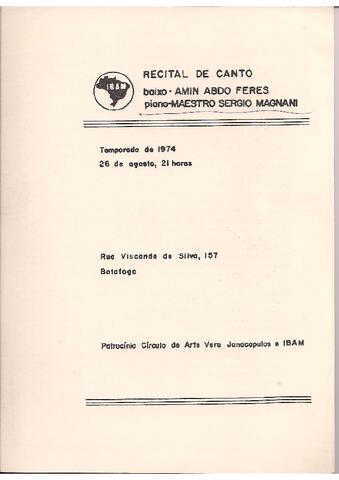 IBAM
RECITAL DE CANTO
baixo - AMIN ABDO FERES
piano-MAESTRO SERGIO MAGNANI
Temporada de 1974
26 de agosto, 21 horas
Rua Visconde de Silva, 157
Botafogo
Patrocínio Círculo de Arte Vera Janacopulos e IBAM